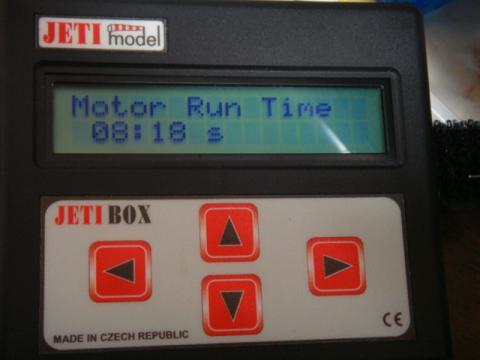 JETI model
Motor Run Time
08:18 s
JETI BOX
MADE IN CZECH REPUBLIC
CE